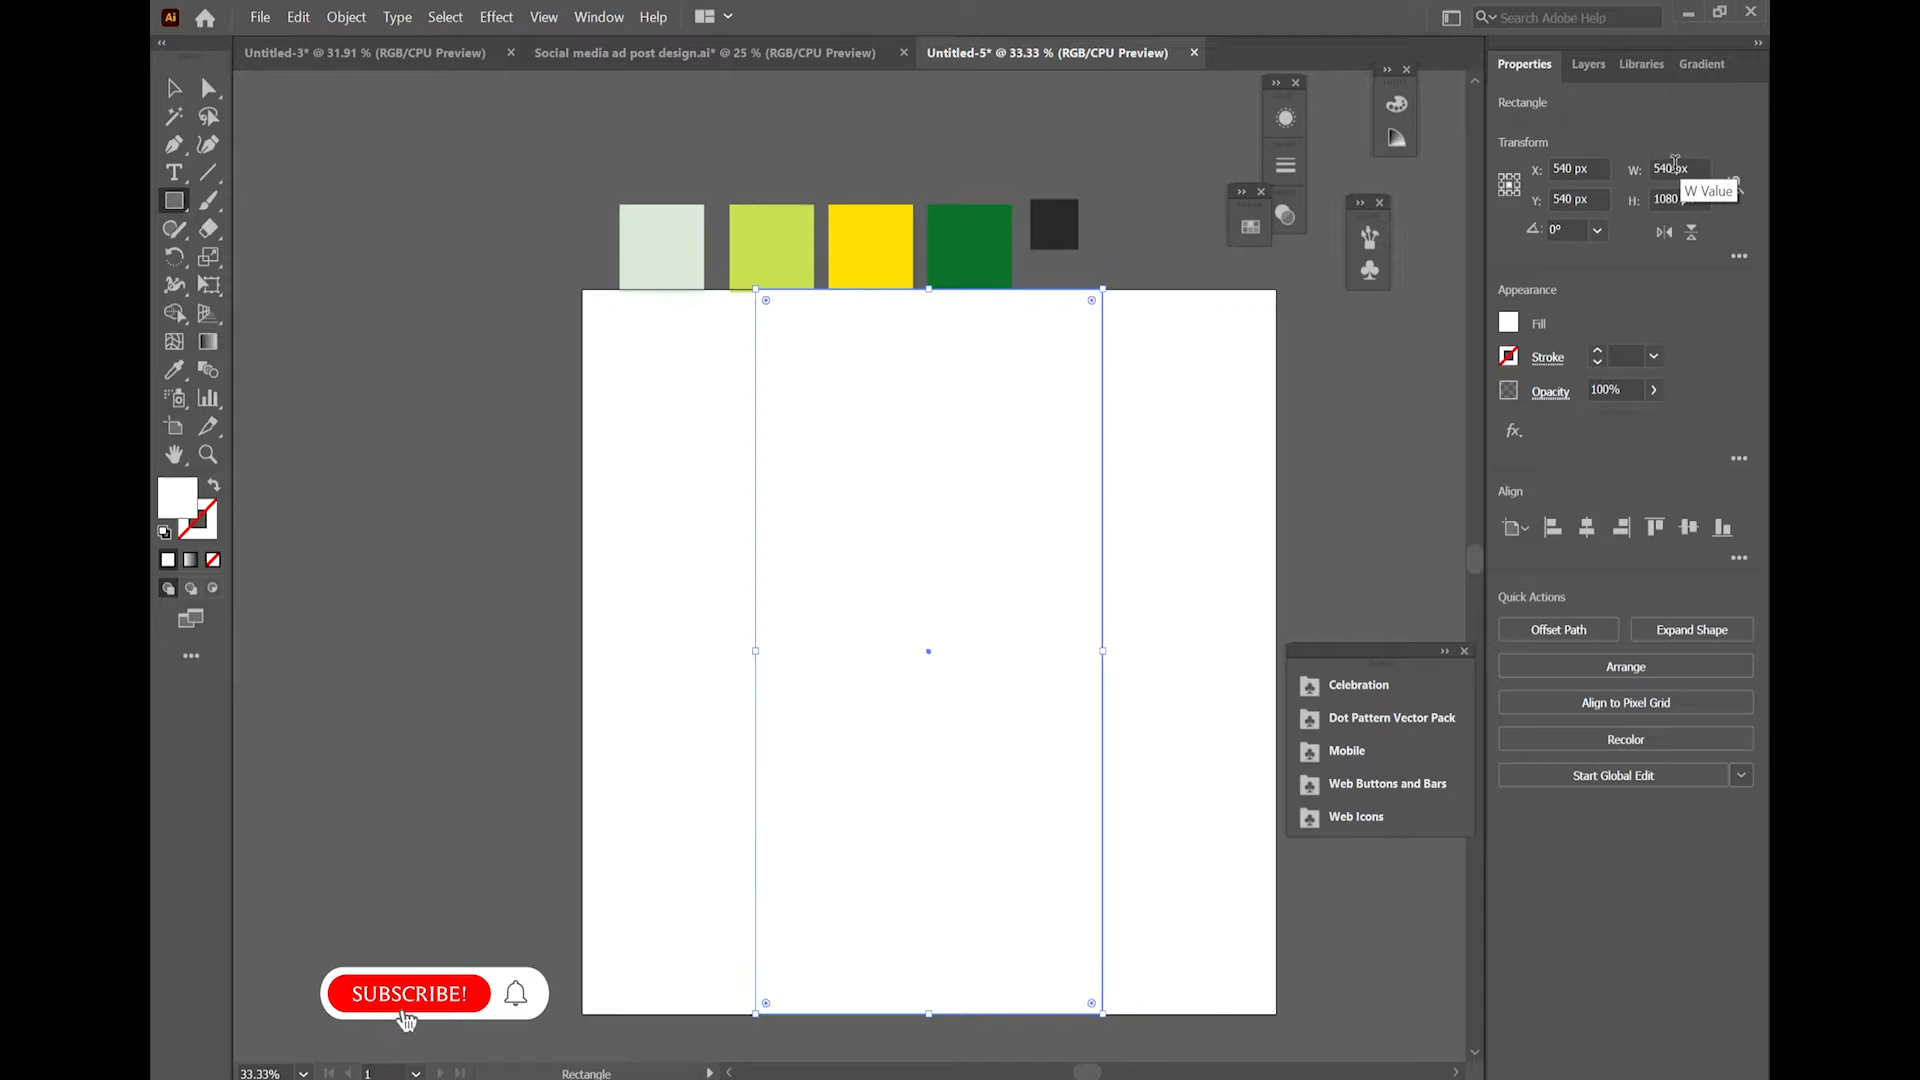 Ai File Edit Object Type Select Effect View Window Help Search Adobe Help
Untitled-3* @ 31.91 % (RGB/CPU Preview) Social media ad post design.ai* @ 25 % (RGB/CPU Preview) Untitled-5* @ 33.33 % (RGB/CPU Preview)
Properties Layers Libraries Gradient
Rectangle
Transform
X: 540 px W: 540 px
W Value
Y: 540 px H: 1080
0°
Appearance
Fill
Stroke
Opacity 100%
fx.
Align
Quick Actions
Offset Path Expand Shape
Arrange
Align to Pixel Grid
Recolor
Start Global Edit
Celebration
Dot Pattern Vector Pack
Mobile
Web Buttons and Bars
Web Icons
SUBSCRIBE!
33.33% 1 Rectangle